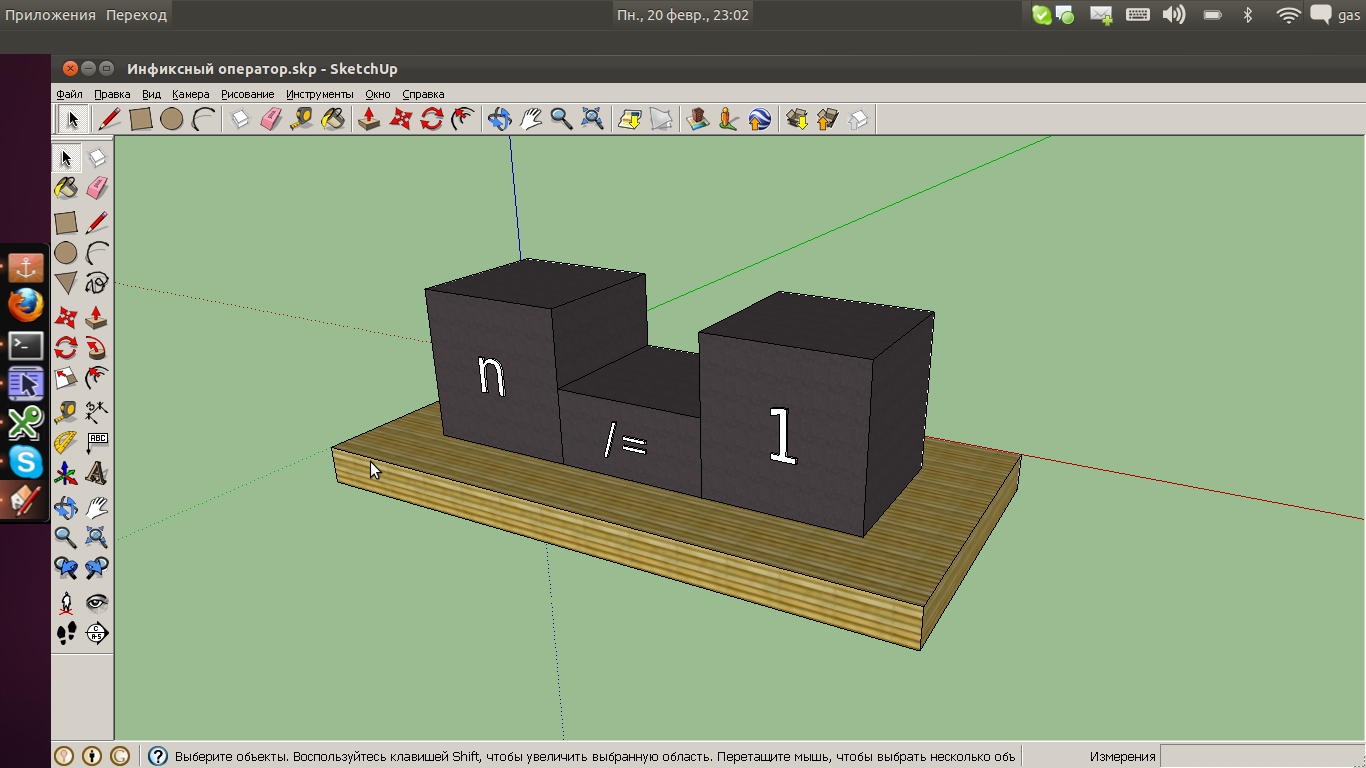 Приложения Переход Пн., 20 февр., 23:02 gas
Инфиксный оператор.skp - SketchUp
Файл Правка Вид Камера Рисование Инструменты Окно Справка
ABC
n /= 1
Выберите объекты. Воспользуйтесь клавишей Shift, чтобы увеличить выбранную область. Перетащите мышь, чтобы выбрать несколько объ Измерения